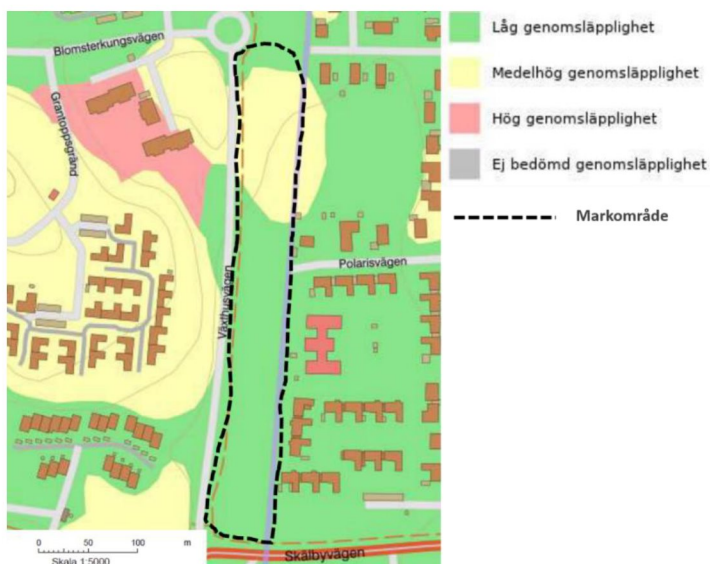 Blomsterkungsvägen
Grantoppsgränd
Växthusvägen
Polarisvägen
Skälbyvägen
0 50 100 m
Skala 1:5000
Låg genomsläpplighet
Medelhög genomsläpplighet
Hög genomsläpplighet
Ej bedömd genomsläpplighet
Markområde